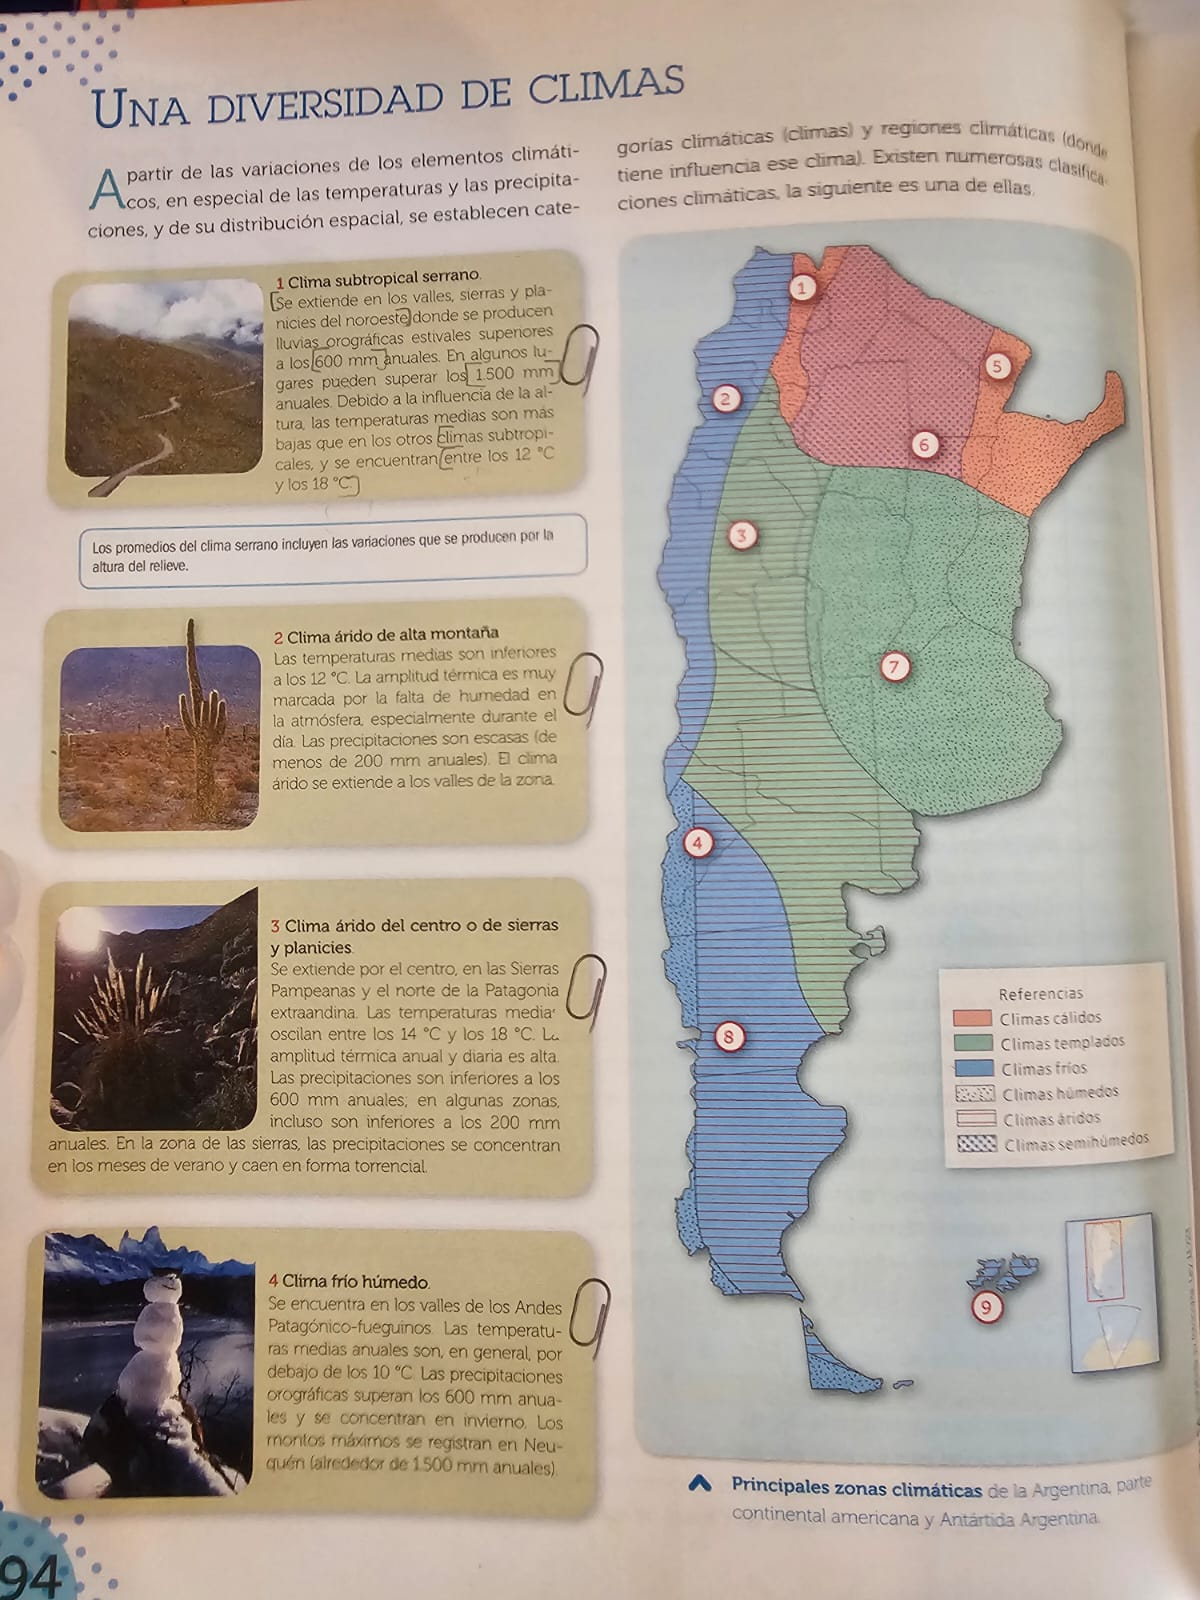 UNA DIVERSIDAD DE CLIMAS
A partir de las variaciones de los elementos climáti-
cos, en especial de las temperaturas y las precipita-
ciones, y de su distribución espacial, se establecen cate-
gorías climáticas (climas) y regiones climáticas (donde
tiene influencia ese clima). Existen numerosas clasifica-
ciones climáticas, la siguiente es una de ellas.
1 Clima subtropical serrano.
Se extiende en los valles, sierras y pla-
nicies del noroeste donde se producen
lluvias orográficas estivales superiores
a los 600 mm anuales. En algunos lu-
gares pueden superar los 1.500 mm
anuales. Debido a la influencia de la al-
tura, las temperaturas medias son más
bajas que en los otros climas subtropi-
cales, y se encuentran entre los 12 °C
y los 18 °C.
Los promedios del clima serrano incluyen las variaciones que se producen por la
altura del relieve.
2 Clima árido de alta montaña
Las temperaturas medias son inferiores
a los 12 °C. La amplitud térmica es muy
marcada por la falta de humedad en
la atmósfera, especialmente durante el
día. Las precipitaciones son escasas (de
menos de 200 mm anuales). El clima
árido se extiende a los valles de la zona.
3 Clima árido del centro o de sierras
y planicies.
Se extiende por el centro, en las Sierras
Pampeanas y el norte de la Patagonia
extraandina. Las temperaturas medias
oscilan entre los 14 °C y los 18 °C. La
amplitud térmica anual y diaria es alta.
Las precipitaciones son inferiores a los
600 mm anuales; en algunas zonas,
incluso son inferiores a los 200 mm
anuales. En la zona de las sierras, las precipitaciones se concentran
en los meses de verano y caen en forma torrencial.
4 Clima frío húmedo.
Se encuentra en los valles de los Andes
Patagónico-fueguinos. Las temperatu-
ras medias anuales son, en general, por
debajo de los 10 °C. Las precipitaciones
orográficas superan los 600 mm anua-
les y se concentran en invierno. Los
montos máximos se registran en Neu-
quén (alrededor de 1.500 mm anuales).
94
1
2
3
4
5
6
7
8
9
Referencias
Climas cálidos
Climas templados
Climas fríos
Climas húmedos
Climas áridos
Climas semihúmedos
Principales zonas climáticas de la Argentina, parte
continental americana y Antártida Argentina.